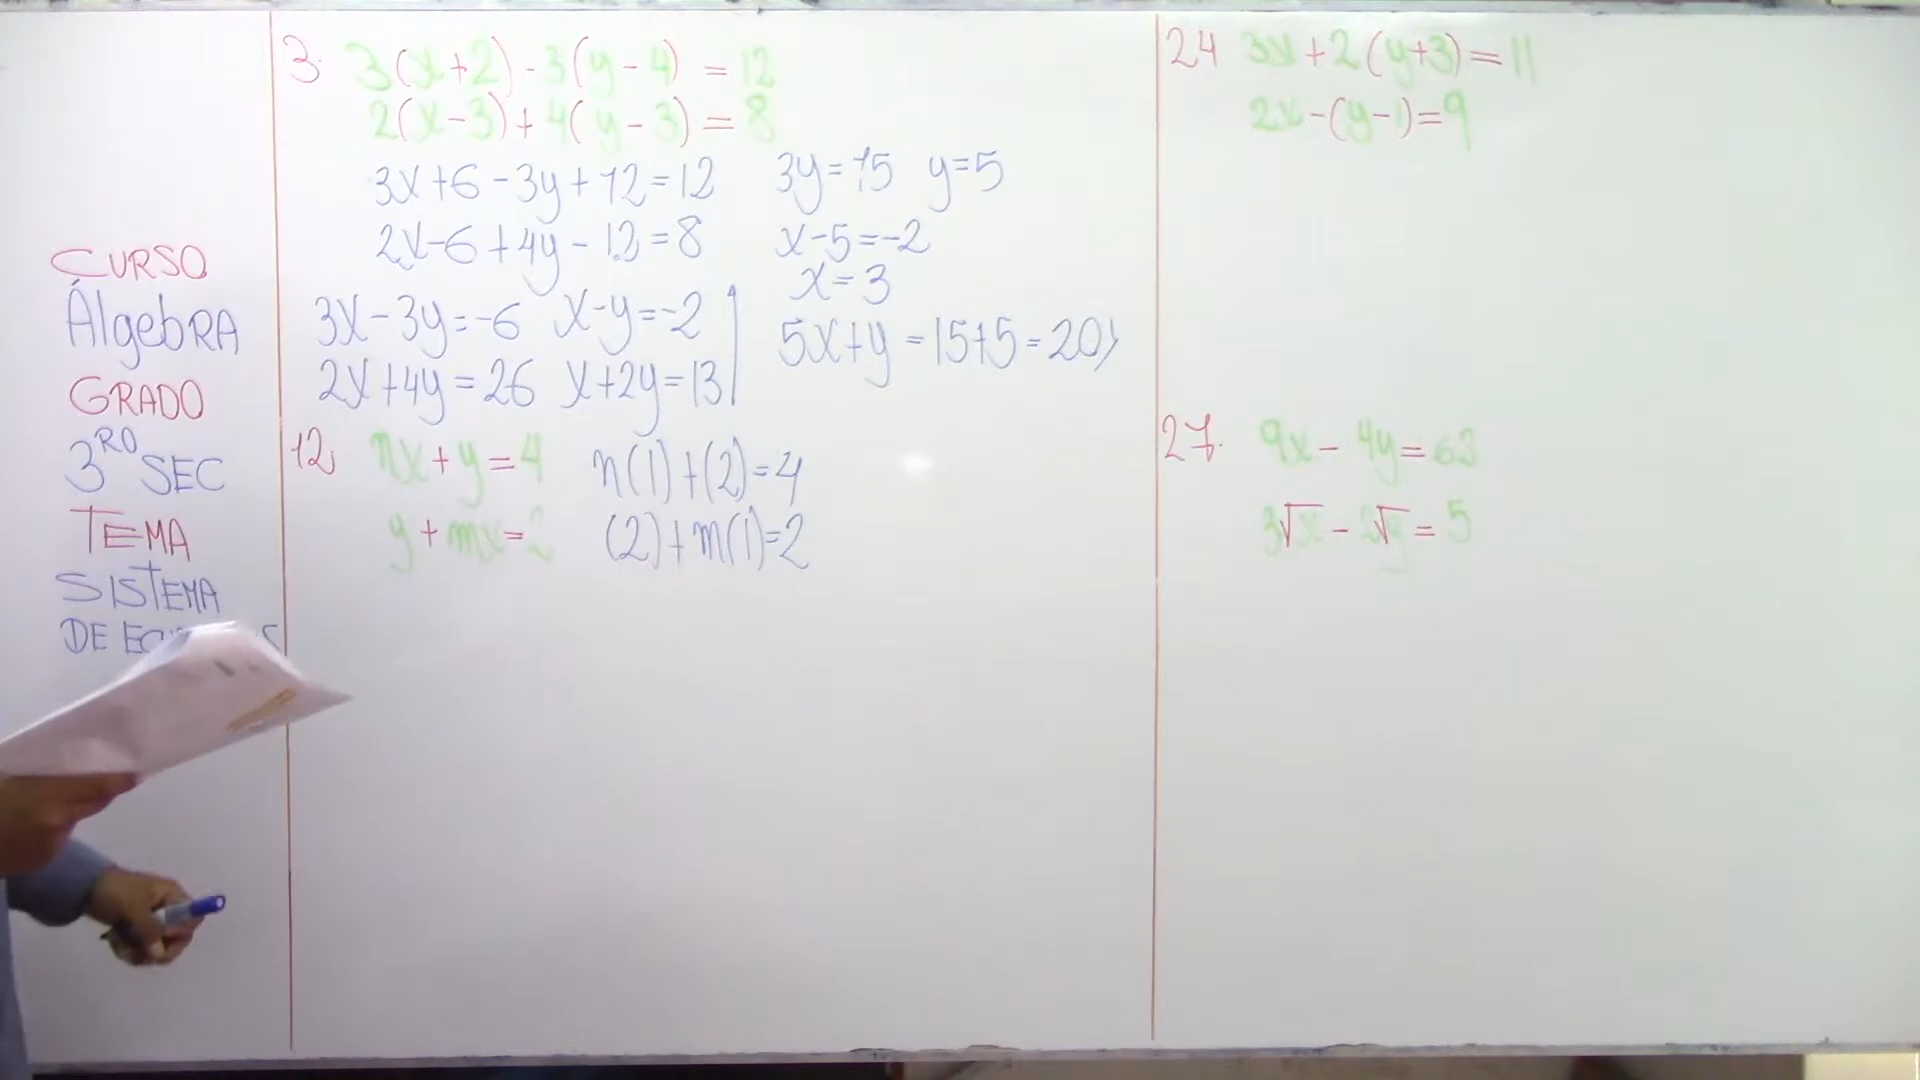 CURSO
Álgebra
GRADO
3RO SEC
TEMA
SISTEMA
DE
3. 3(x+2)-3(y-4)=12
2(x-3)+4(y-3)=8
3x+6-3y+12=12
2x-6+4y-12=8
3x-3y=-6 x-y=-2
2x+4y=26 x+2y=13
3y=15 y=5
x-5=-2
x=3
5x+y=15+5=20
12. nx+y=4
y+mx=2
n(1)+(2)=4
(2)+m(1)=2
24 3x+2(y+3)=11
2x-(y-1)=9
27. 9x-4y=
3√x-2√y=5